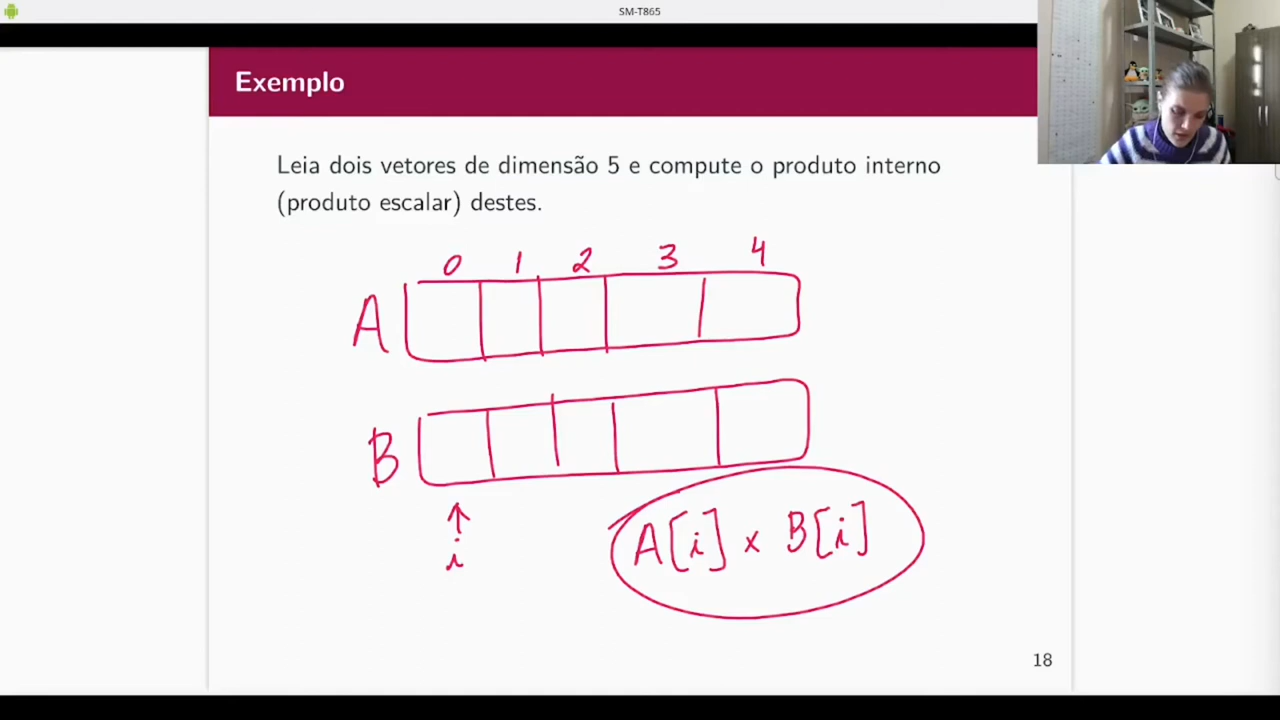 SM-T865
Exemplo
Leia dois vetores de dimensão 5 e compute o produto interno
(produto escalar) destes.
0 1 2 3 4
A
B
i
A[i] x B[i]
18